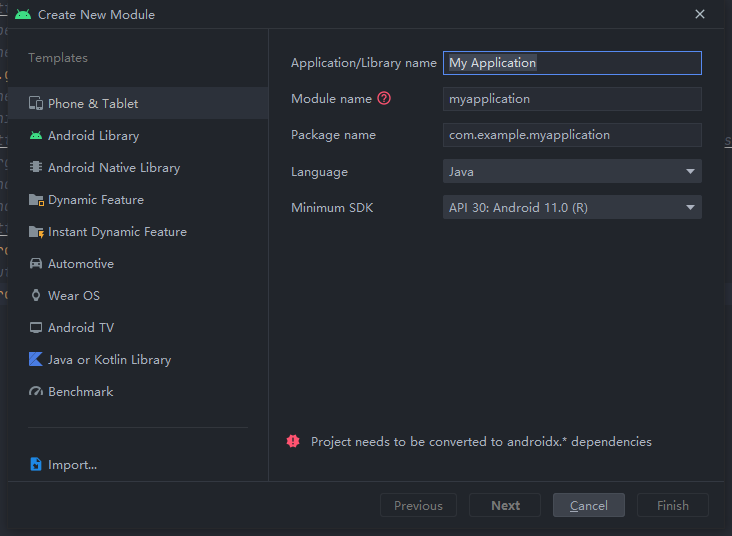 Create New Module
Templates
Phone & Tablet
Android Library
Android Native Library
Dynamic Feature
Instant Dynamic Feature
Automotive
Wear OS
Android TV
Java or Kotlin Library
Benchmark
Import...
Application/Library name My Application
Module name myapplication
Package name com.example.myapplication
Language Java
Minimum SDK API 30: Android 11.0 (R)
Project needs to be converted to androidx.* dependencies
Previous Next Cancel Finish